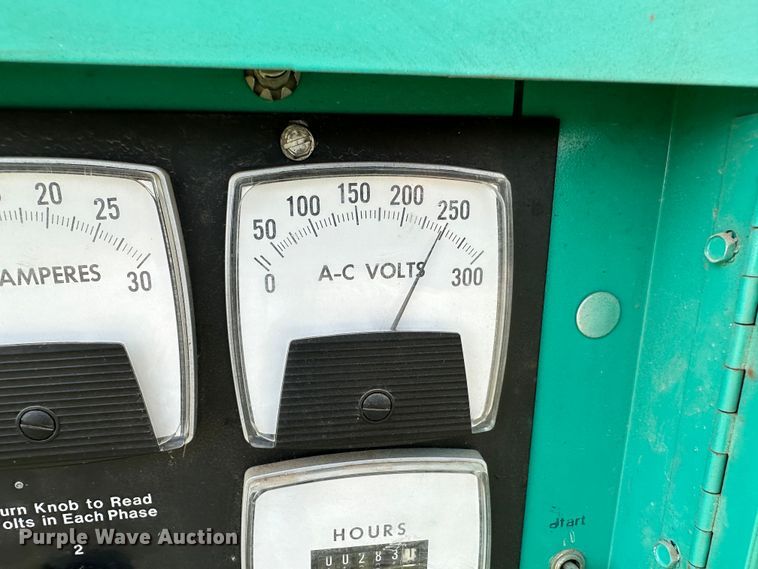 20
25
30
AMPERES
0
50
100
150
200
250
300
A-C VOLTS
urn Knob to Read
olts in Each Phase
2
HOURS
Start
Purple Wave Auction®